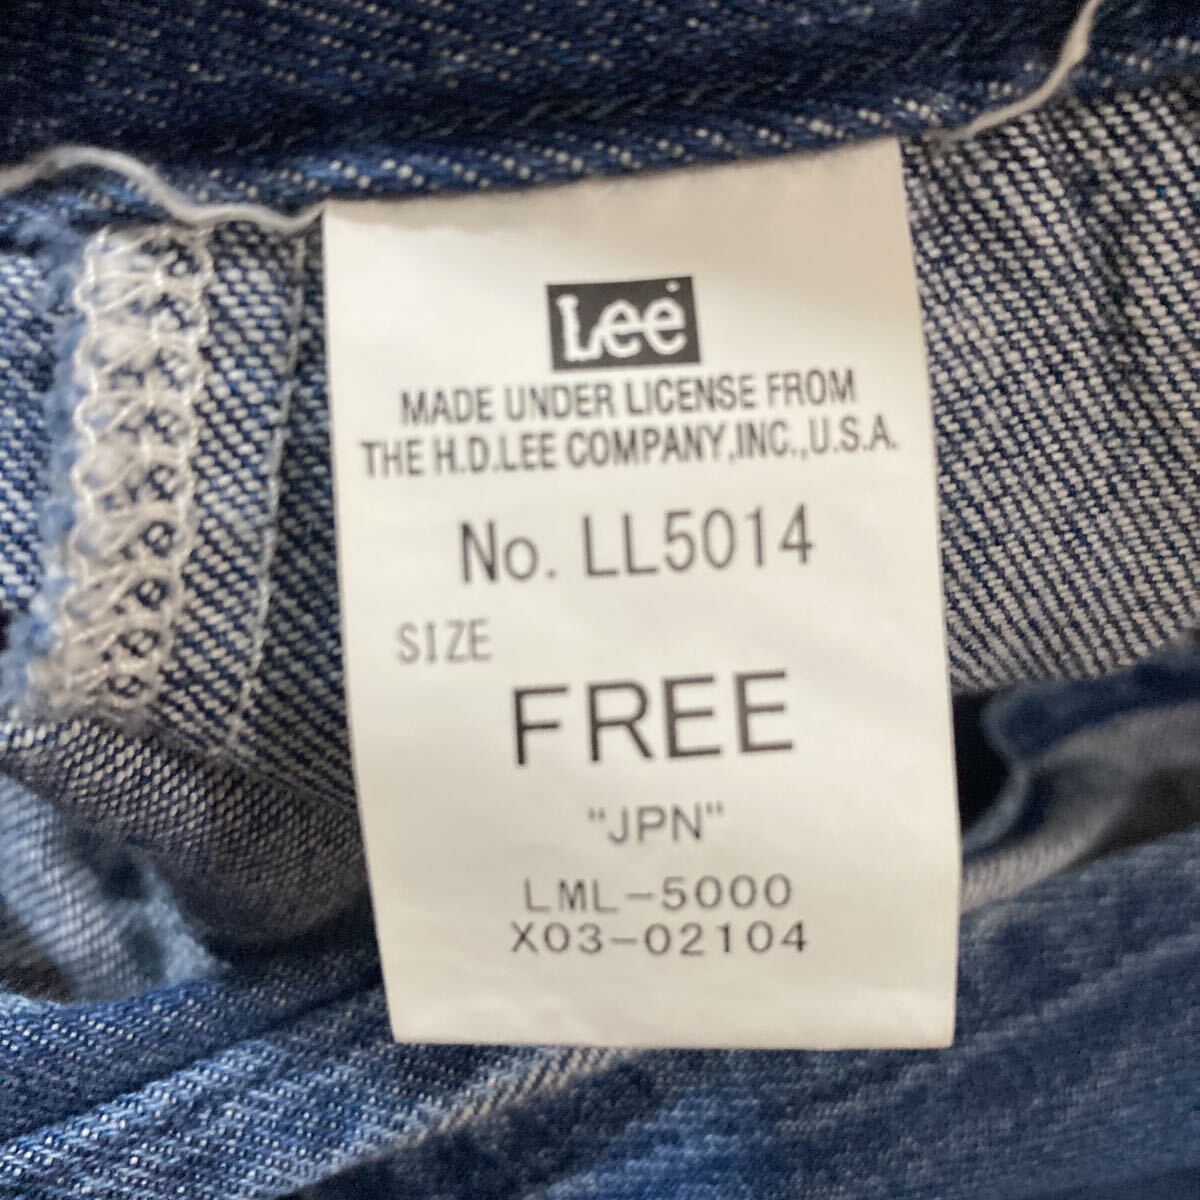 Lee
MADE UNDER LICENSE FROM
THE H.D.LEE COMPANY,INC.,U.S.A.
No. LL5014
SIZE
FREE
"JPN"
LML-5000
X03-02104